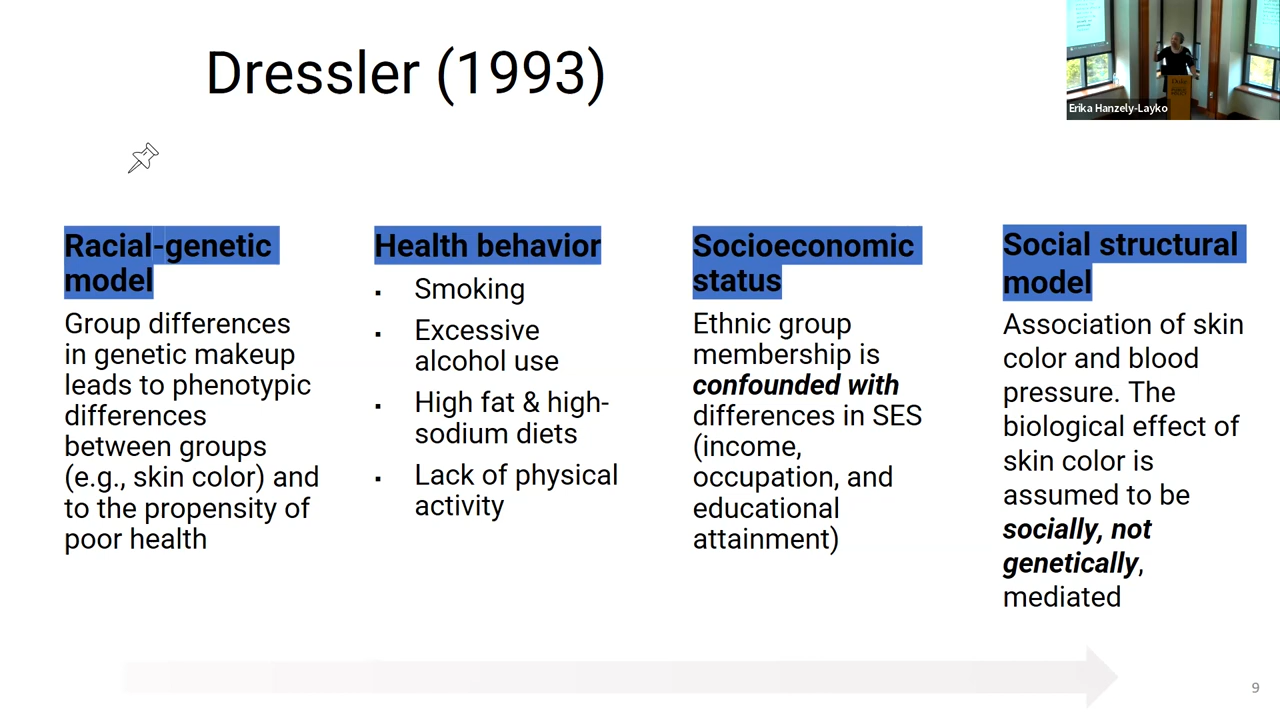 Dressler (1993)
Erika Hanzely-Layko
Racial-genetic
model
Group differences
in genetic makeup
leads to phenotypic
differences
between groups
(e.g., skin color) and
to the propensity of
poor health
Health behavior
▪ Smoking
▪ Excessive
alcohol use
▪ High fat & high-
sodium diets
▪ Lack of physical
activity
Socioeconomic
status
Ethnic group
membership is
confounded with
differences in SES
(income,
occupation, and
educational
attainment)
Social structural
model
Association of skin
color and blood
pressure. The
biological effect of
skin color is
assumed to be
socially, not
genetically,
mediated
9